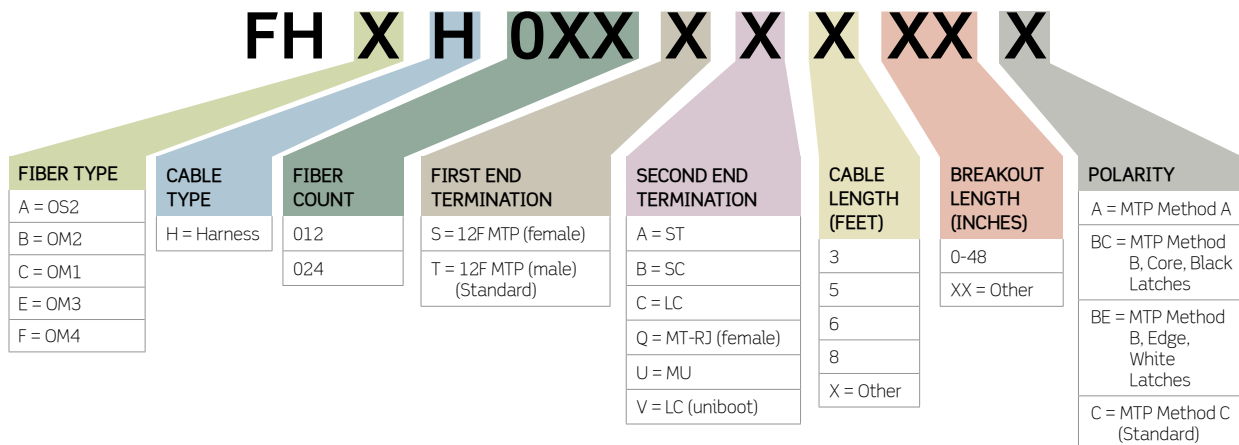 FH X H 0XX X X X XX X
FIBER TYPE
A = OS2
B = OM2
C = OM1
E = OM3
F = OM4
CABLE
TYPE
H = Harness
FIBER
COUNT
012
024
FIRST END
TERMINATION
S = 12F MTP (female)
T = 12F MTP (male)
(Standard)
SECOND END
TERMINATION
A = ST
B = SC
C = LC
Q = MT-RJ (female)
U = MU
V = LC (uniboot)
CABLE
LENGTH
(FEET)
3
5
6
8
X = Other
BREAKOUT
LENGTH
(INCHES)
0-48
XX = Other
POLARITY
A = MTP Method A
BC = MTP Method
B, Core, Black
Latches
BE = MTP Method
B, Edge,
White
Latches
C = MTP Method C
(Standard)